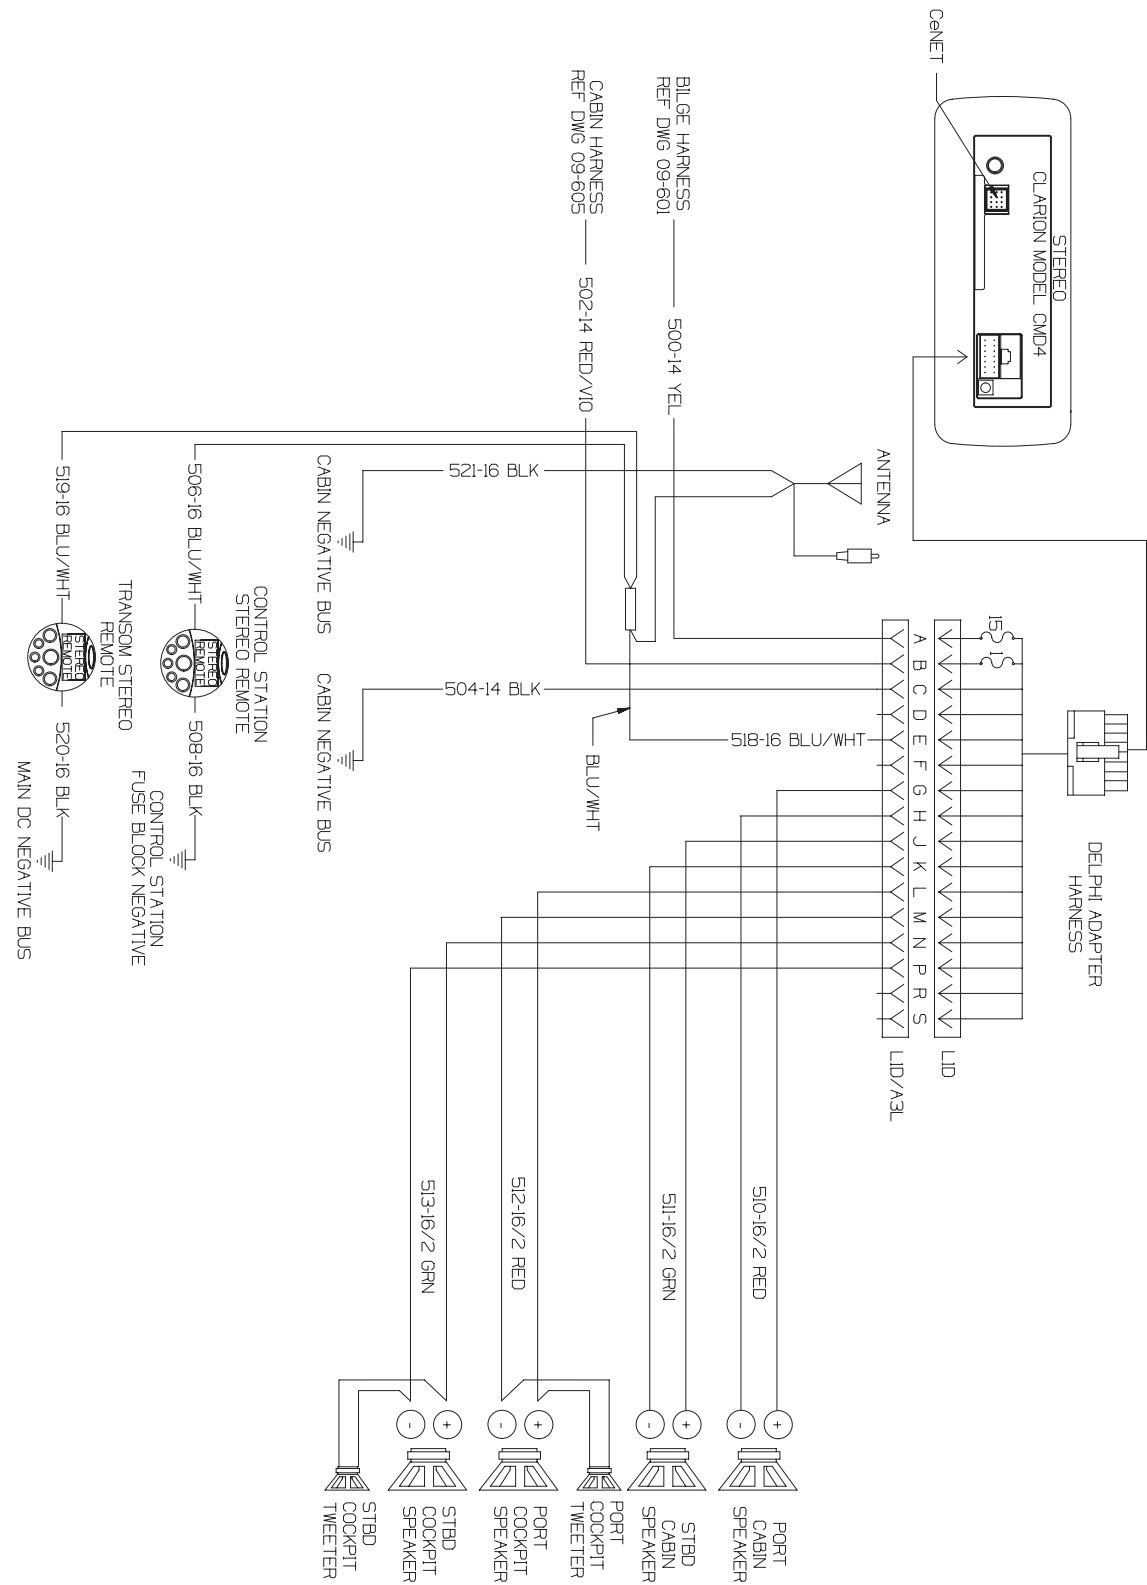 STEREO
CLARION MODEL CMD4
CeNET
DELPHI ADAPTER
HARNESS
BILGE HARNESS
REF DWG 09-601
500-14 YEL
CABIN HARNESS
REF DWG 09-605
502-14 RED/VIO
ANTENNA
15
1
L1D
A
B
C
D
E
F
G
H
J
K
L
M
N
P
R
S
L1D/A3L
518-16 BLU/WHT
BLU/WHT
521-16 BLK
CABIN NEGATIVE BUS
504-14 BLK
CABIN NEGATIVE BUS
506-16 BLU/WHT
CONTROL STATION
STEREO REMOTE
STEREO
REMOTE
508-16 BLK
CONTROL STATION
FUSE BLOCK NEGATIVE
519-16 BLU/WHT
TRANSOM STEREO
REMOTE
STEREO
REMOTE
520-16 BLK
MAIN DC NEGATIVE BUS
510-16/2 RED
+
-
PORT
CABIN
SPEAKER
511-16/2 GRN
+
-
STBD
CABIN
SPEAKER
PORT
COCKPIT
TWEETER
512-16/2 RED
+
-
PORT
COCKPIT
SPEAKER
513-16/2 GRN
+
-
STBD
COCKPIT
SPEAKER
STBD
COCKPIT
TWEETER